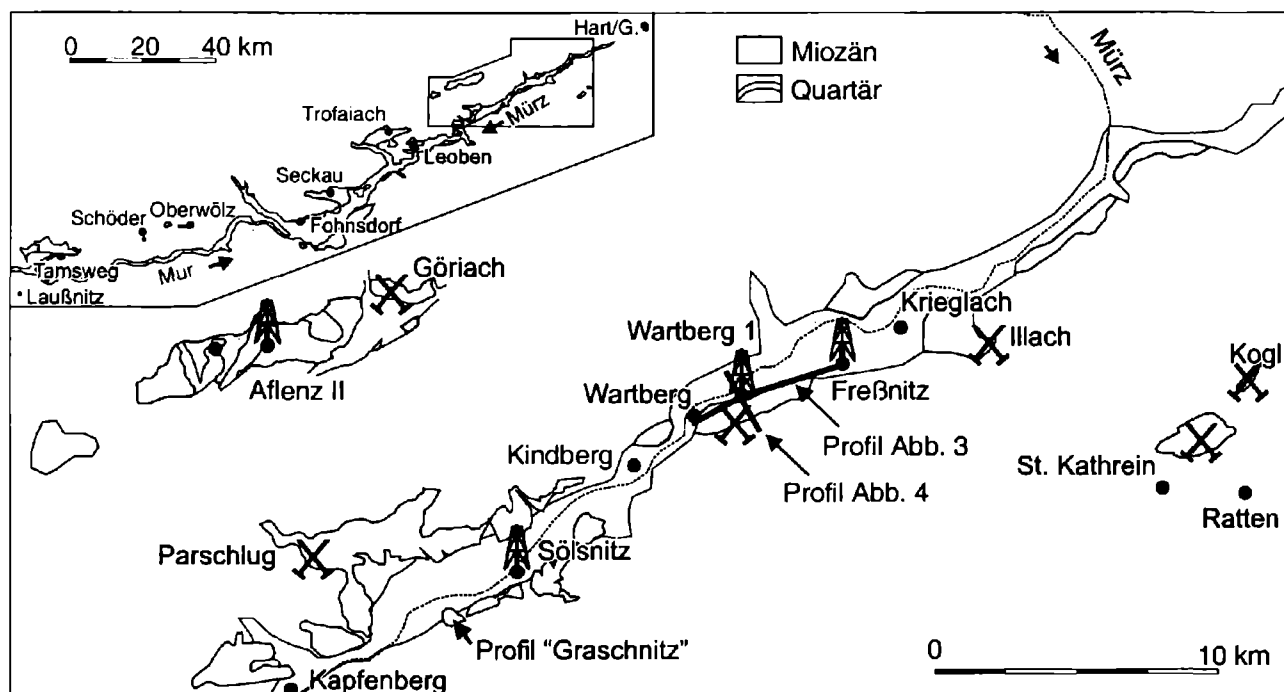 0 20 40 km
Hart/G.
Mürz
Trofaiach
Leoben
Seckau
Schöder
Oberwölz
Fohnsdorf
Tamsweg
Mur
Laußnitz
Miozän
Quartär
Mürz
Göriach
Aflenz II
Wartberg 1
Krieglach
Illach
Kogl
Wartberg
Freßnitz
Kindberg
Profil Abb. 3
Profil Abb. 4
St. Kathrein
Ratten
Parschlug
Sölsnitz
Profil "Graschnitz"
Kapfenberg
0 10 km